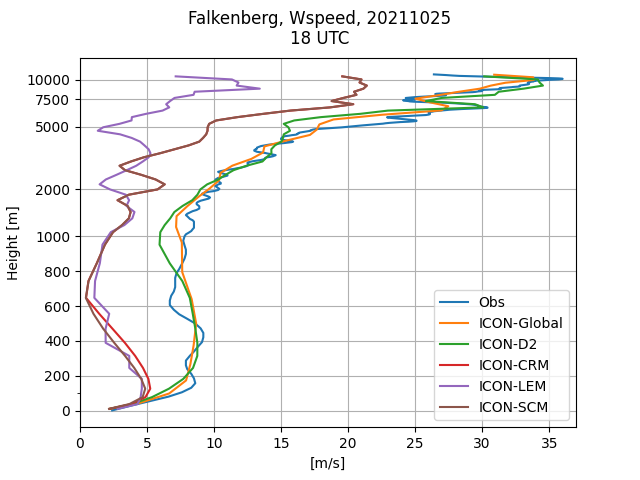 Falkenberg, Wspeed, 20211025
18 UTC
Height [m]
10000
7500
5000
2000
1000
800
600
400
200
0
Obs
ICON-Global
ICON-D2
ICON-CRM
ICON-LEM
ICON-SCM
0 5 10 15 20 25 30 35
[m/s]